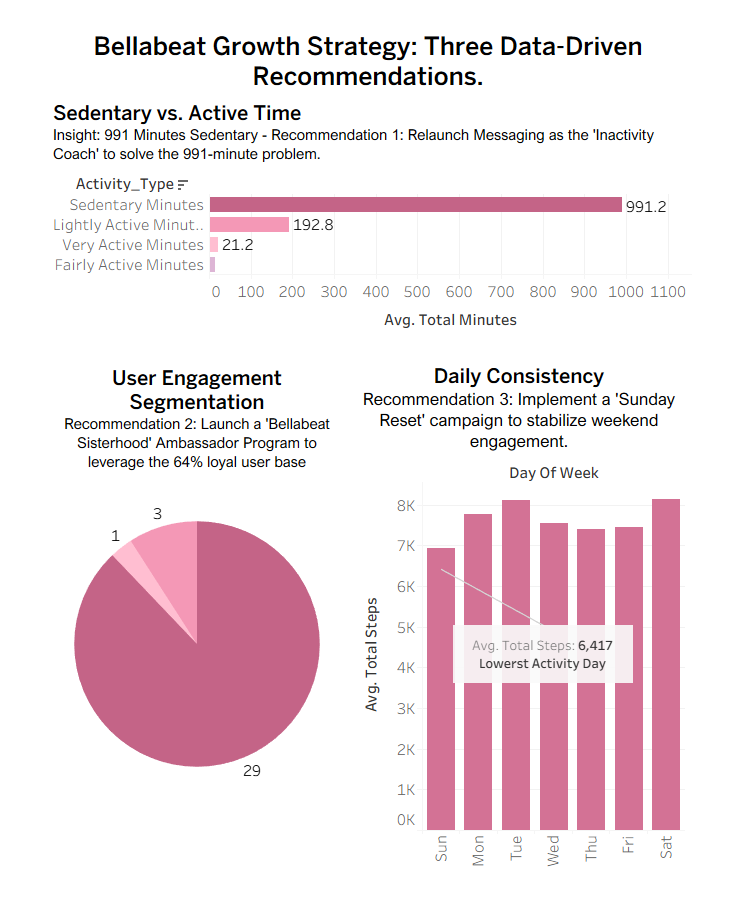 Bellabeat Growth Strategy: Three Data-Driven
Recommendations.
Sedentary vs. Active Time
Insight: 991 Minutes Sedentary - Recommendation 1: Relaunch Messaging as the 'Inactivity
Coach' to solve the 991-minute problem.
Activity_Type
Sedentary Minutes
991.2
Lightly Active Minut..
192.8
Very Active Minutes
21.2
Fairly Active Minutes
0 100 200 300 400 500 600 700 800 900 1000 1100
Avg. Total Minutes
User Engagement
Segmentation
Recommendation 2: Launch a 'Bellabeat
Sisterhood' Ambassador Program to
leverage the 64% loyal user base
3
1
29
Daily Consistency
Recommendation 3: Implement a 'Sunday
Reset' campaign to stabilize weekend
engagement.
Day Of Week
8K
7K
6K
5K
4K
3K
2K
1K
0K
Avg. Total Steps
Avg. Total Steps: 6,417
Lowerst Activity Day
Sun
Mon
Tue
Wed
Thu
Fri
Sat